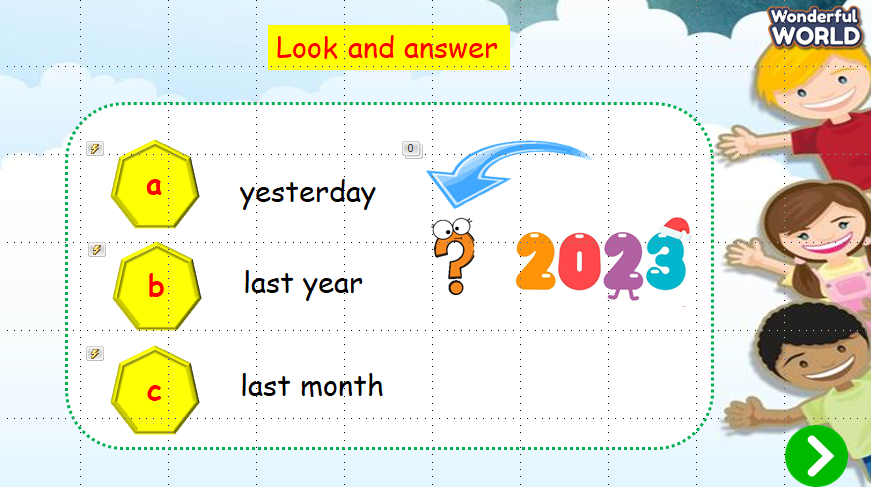 Wonderful
WORLD
Look and answer
a
yesterday
0
b
last year
? 2023
c
last month